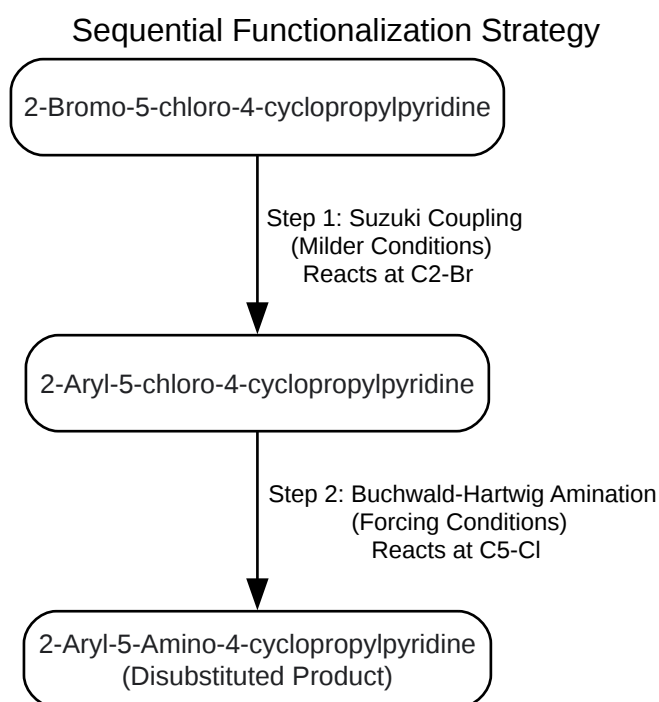 Sequential Functionalization Strategy
2-Bromo-5-chloro-4-cyclopropylpyridine
Step 1: Suzuki Coupling
(Milder Conditions)
Reacts at C2-Br
2-Aryl-5-chloro-4-cyclopropylpyridine
Step 2: Buchwald-Hartwig Amination
(Forcing Conditions)
Reacts at C5-Cl
2-Aryl-5-Amino-4-cyclopropylpyridine
(Disubstituted Product)